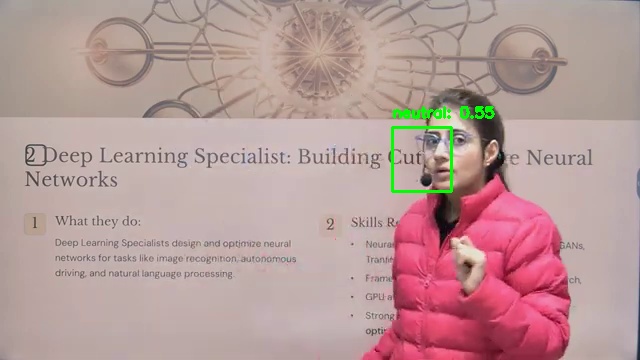 neutral: 0.55
2 Deep Learning Specialist: Building Cut Neural
Networks
1 What they do:
Deep Learning Specialists design and optimize neural
networks for tasks like image recognition, autonomous
driving, and natural language processing.
2 Skills
GANs,
GPU
Strong